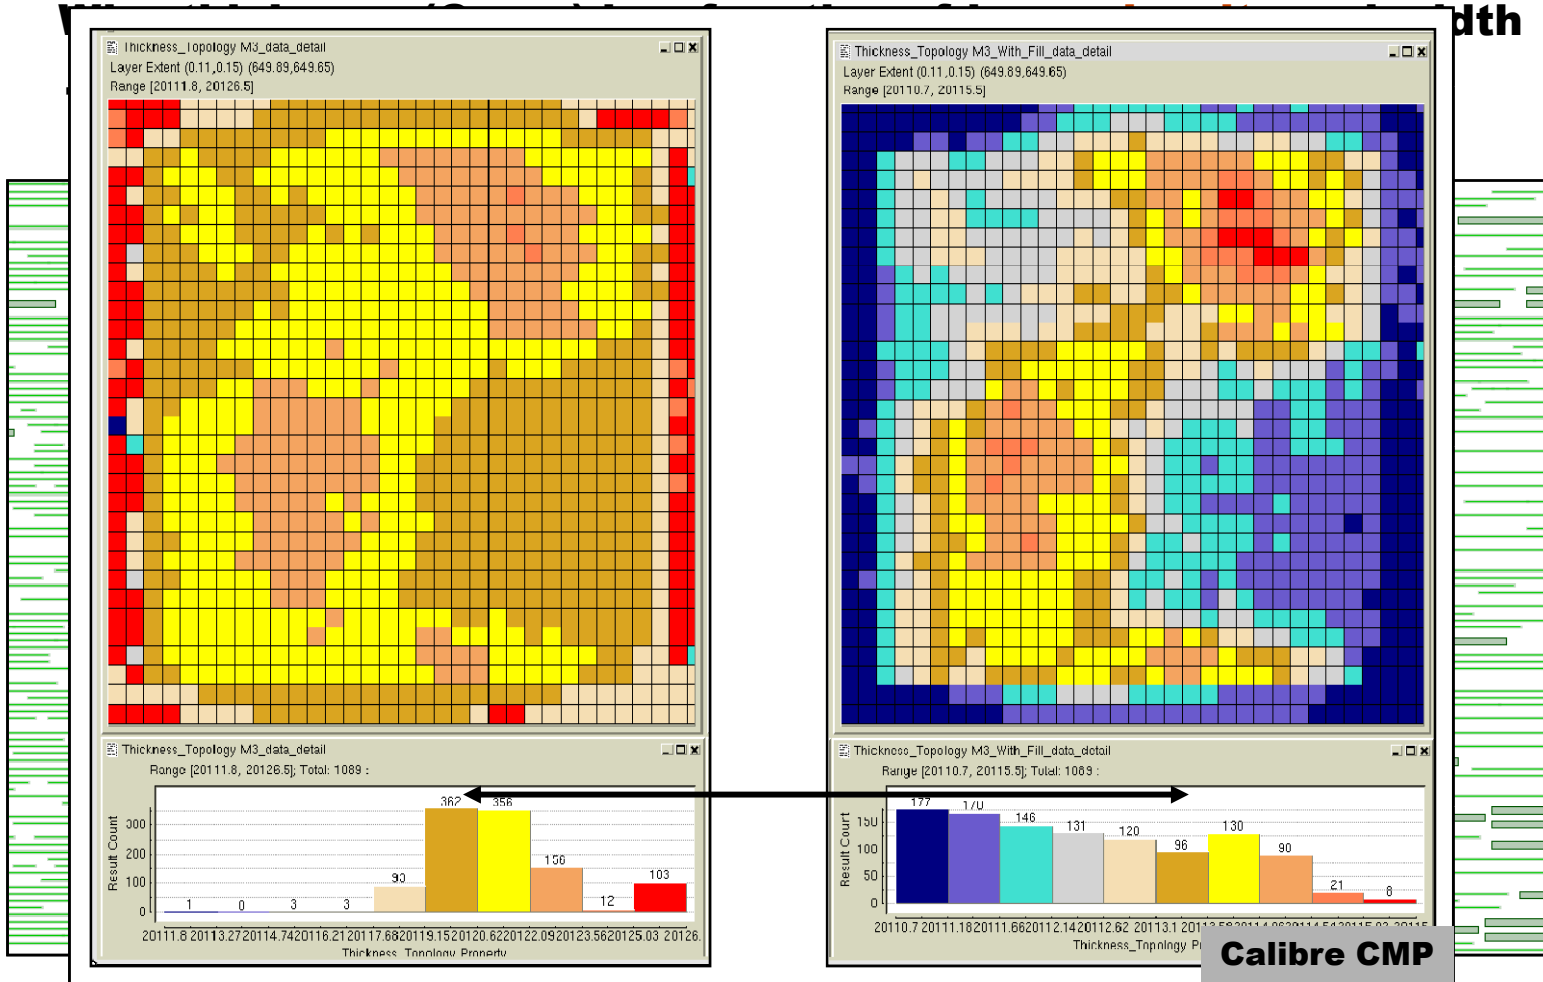 dth
Thickness_Topology M3_data_detail
Layer Extent (0.11,0.15) (649.89,649.65)
Range [20111.8, 20126.5]
Thickness_Topology M3_With_Fill_data_detail
Layer Extent (0.11,0.15) (649.89,649.65)
Range [20110.7, 20115.5]
Thickness_Topology M3_data_detail
Range [20111.8, 20126.5]; Total: 1089 :
Result Count
300
200
100
0
1
0
3
3
90
362
356
156
12
103
20111.8 20113.27 20114.74 20116.21 20117.68 20119.15 20120.62 20122.09 20123.56 20125.03 20126.
Thickness_Topology Property
Thickness_Topology M3_With_Fill_data_detail
Range [20110.7, 20115.5]; Total: 1089 :
Result Count
150
100
50
0
177
170
146
131
120
96
130
90
21
8
20110.7 20111.18 20111.66 20112.14 20112.62 20113.1
Thickness_Topology
Calibre CMP